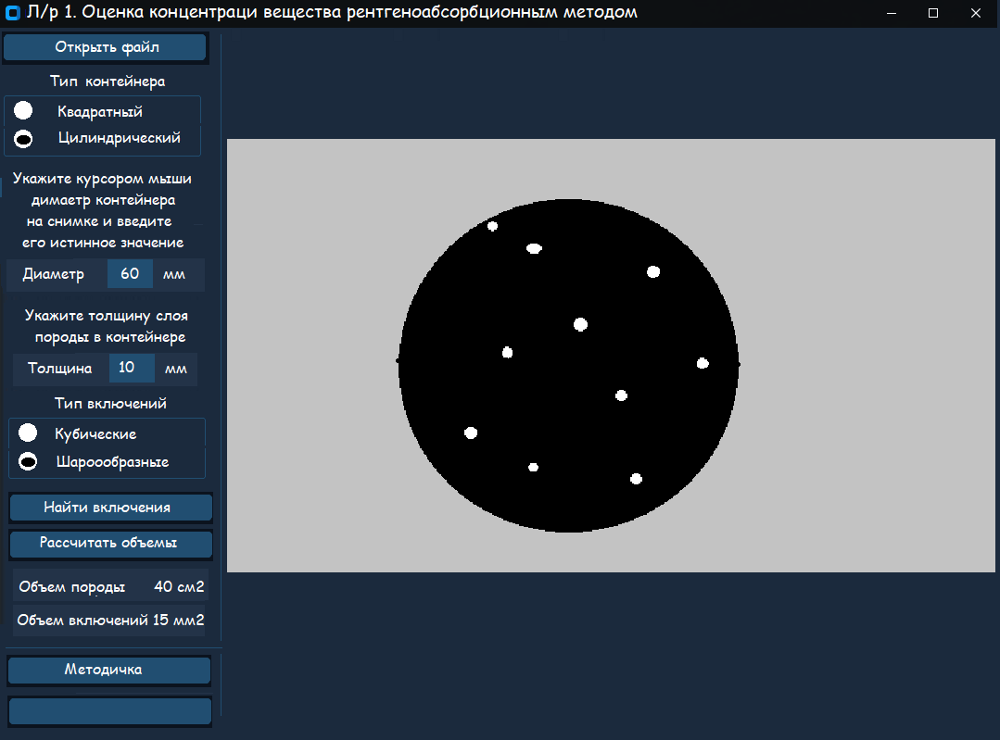 Л/р 1. Оценка концентраци вещества рентгеноабсорбционным методом
Открыть файл
Тип контейнера
Квадратный
Цилиндрический
Укажите курсором мыши
димаетр контейнера
на снимке и введите
его истинное значение
Диаметр 60 мм
Укажите толщину слоя
породы в контейнере
Толщина 10 мм
Тип включений
Кубические
Шароообразные
Найти включения
Рассчитать объемы
Объем породы 40 см2
Объем включений 15 мм2
Методичка